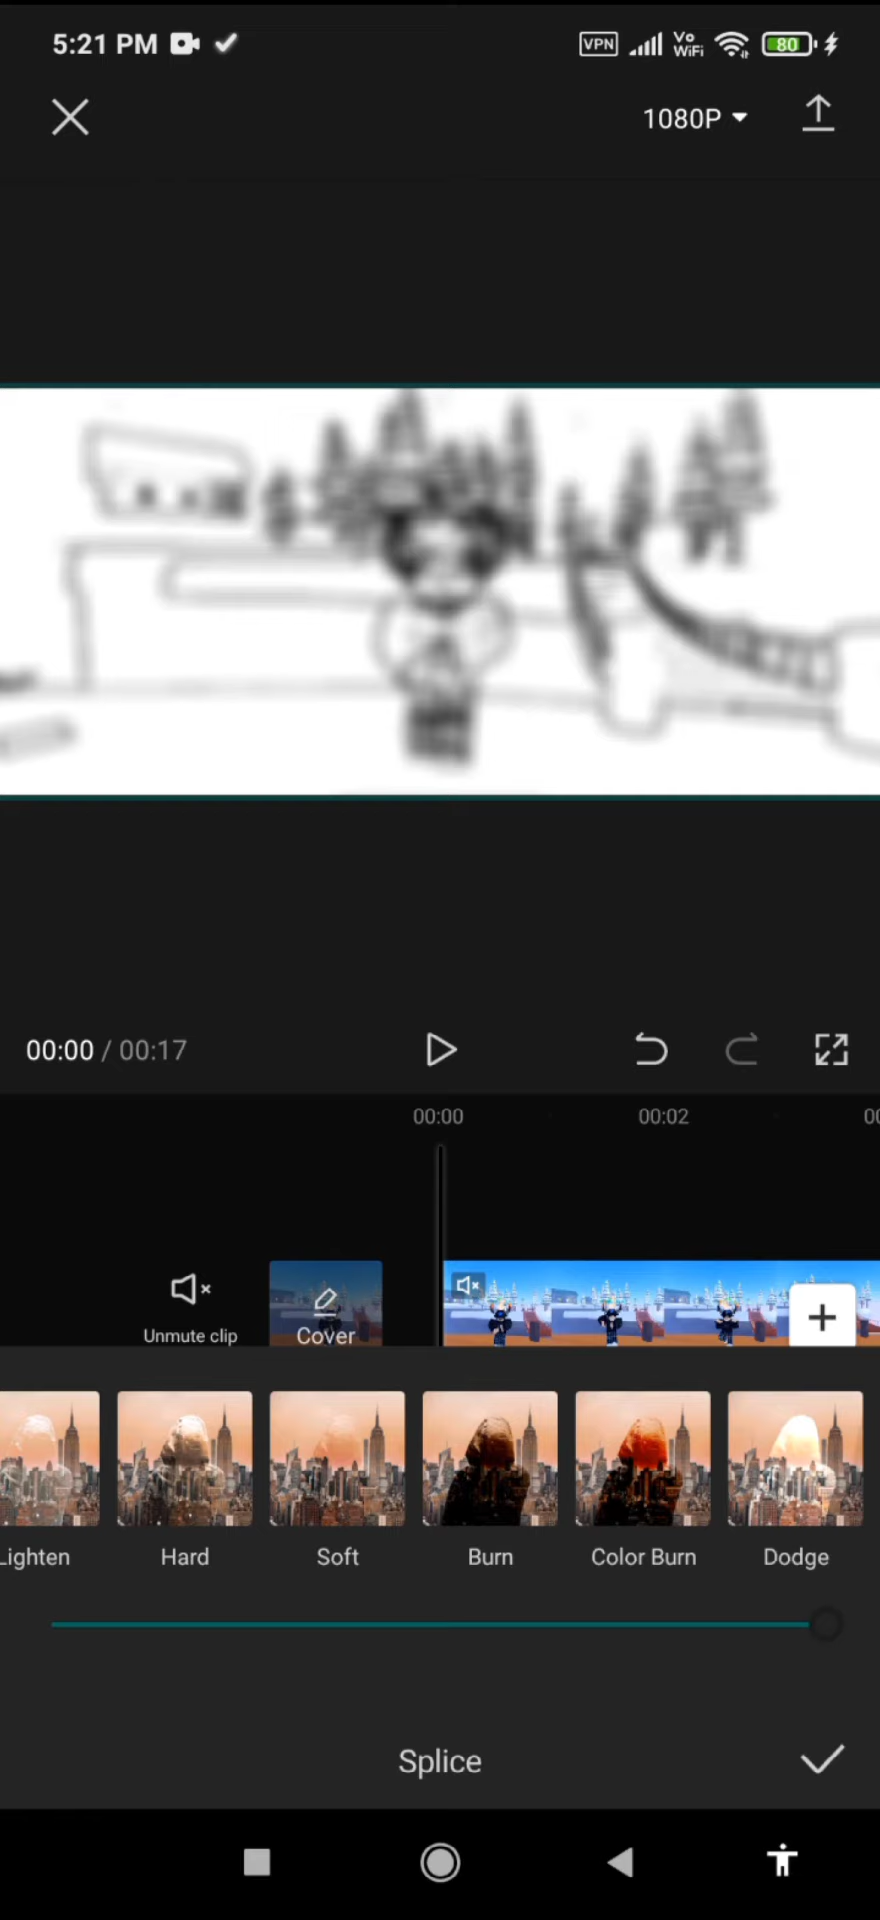 5:21 PM VPN Vo WiFi 80
1080P
00:00 / 00:17
00:00 00:02
Unmute clip Cover
Lighten Hard Soft Burn Color Burn Dodge
Splice